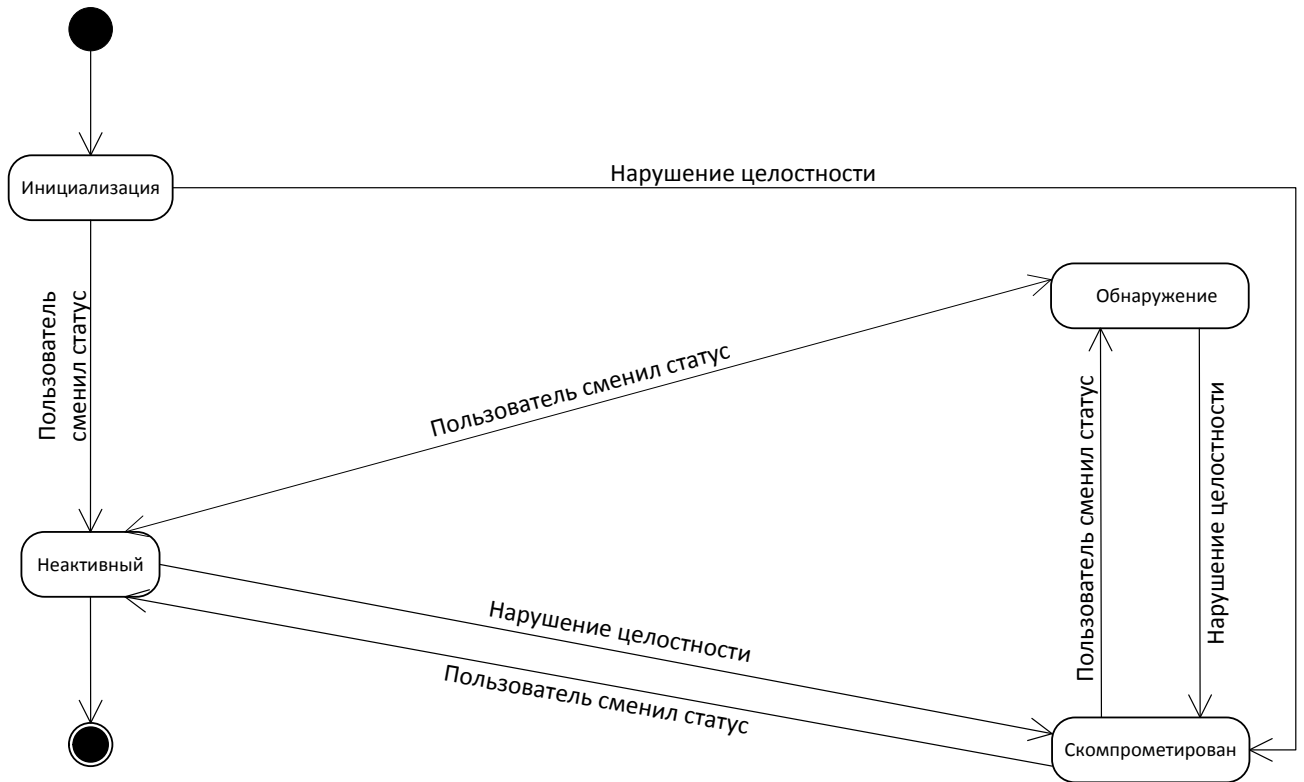 Инициализация
Нарушение целостности
Обнаружение
Пользователь
сменил статус
Пользователь сменил статус
Пользователь сменил статус
Нарушение целостности
Неактивный
Нарушение целостности
Пользователь сменил статус
Скомпрометирован